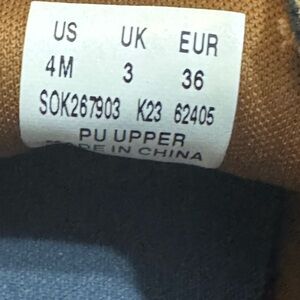 US UK EUR
4M 3 36
SOK267903 K23 62405
PU UPPER
MADE IN CHINA